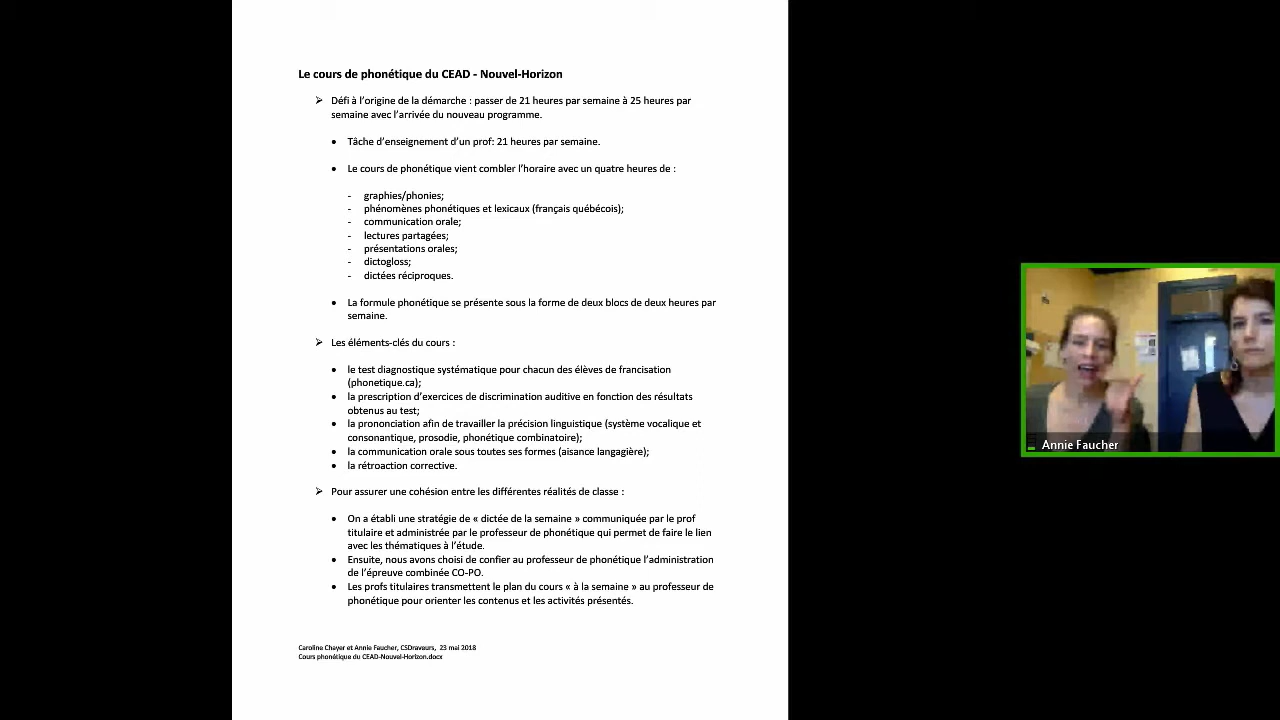 Le cours de phonétique du CEAD - Nouvel-Horizon
➢ Défi à l'origine de la démarche : passer de 21 heures par semaine à 25 heures par
semaine avec l'arrivée du nouveau programme.
• Tâche d'enseignement d'un prof: 21 heures par semaine.
• Le cours de phonétique vient combler l'horaire avec un quatre heures de :
- graphies/phonies;
- phénomènes phonétiques et lexicaux (français québécois);
- communication orale;
- lectures partagées;
- présentations orales;
- dictogloss;
- dictées réciproques.
• La formule phonétique se présente sous la forme de deux blocs de deux heures par
semaine.
➢ Les éléments-clés du cours :
• le test diagnostique systématique pour chacun des élèves de francisation
(phonetique.ca);
• la prescription d'exercices de discrimination auditive en fonction des résultats
obtenus au test;
• la prononciation afin de travailler la précision linguistique (système vocalique et
consonantique, prosodie, phonétique combinatoire);
• la communication orale sous toutes ses formes (aisance langagière);
• la rétroaction corrective.
➢ Pour assurer une cohésion entre les différentes réalités de classe :
• On a établi une stratégie de « dictée de la semaine » communiquée par le prof
titulaire et administrée par le professeur de phonétique qui permet de faire le lien
avec les thématiques à l'étude.
• Ensuite, nous avons choisi de confier au professeur de phonétique l'administration
de l'épreuve combinée CO-PO.
• Les profs titulaires transmettent le plan du cours « à la semaine » au professeur de
phonétique pour orienter les contenus et les activités présentés.
Caroline Chayer et Annie Faucher, CSDraveurs, 23 mai 2018
Cours phonétique du CEAD-Nouvel-Horizon.docx
Annie Faucher